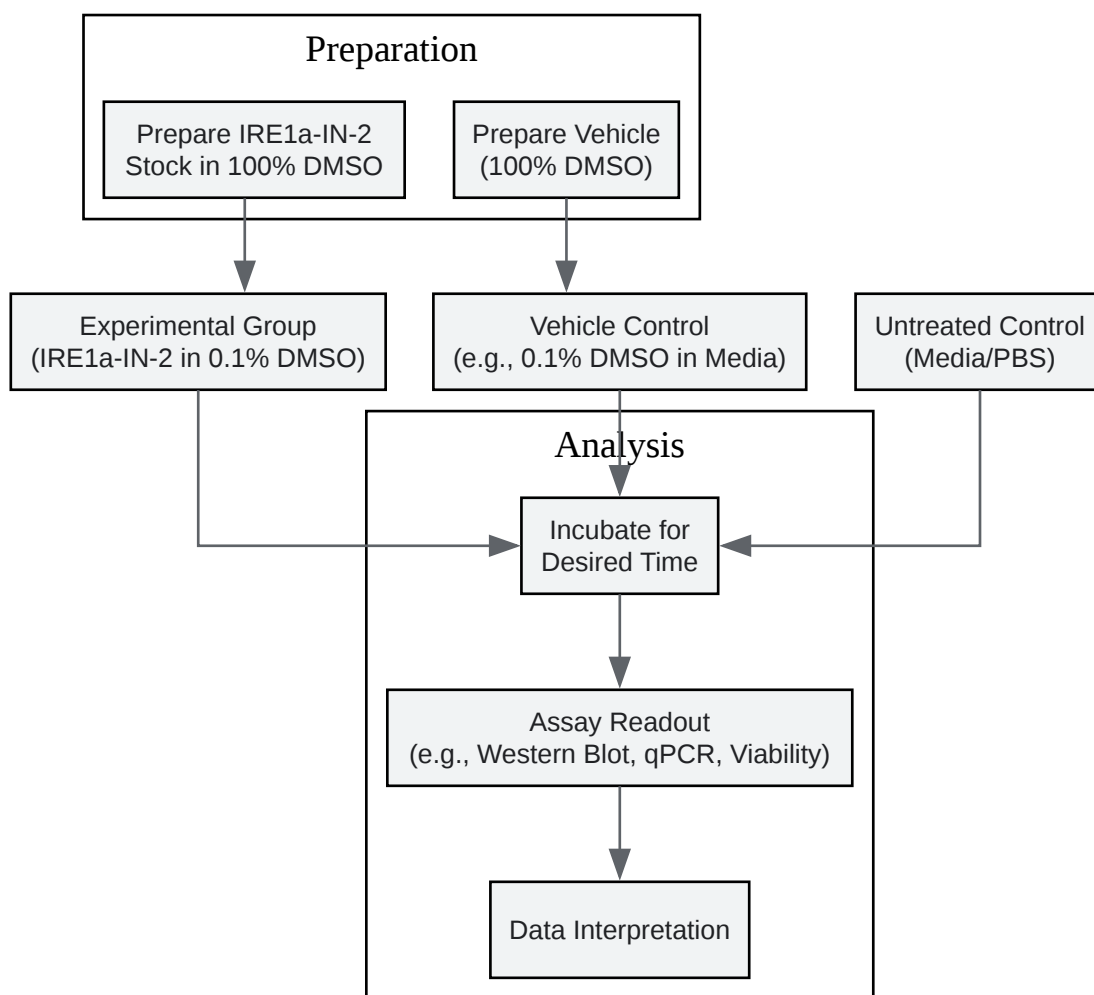 Preparation
Prepare IRE1a-IN-2
Stock in 100% DMSO
Prepare Vehicle
(100% DMSO)
Experimental Group
(IRE1a-IN-2 in 0.1% DMSO)
Vehicle Control
(e.g., 0.1% DMSO in Media)
Untreated Control
(Media/PBS)
Analysis
Incubate for
Desired Time
Assay Readout
(e.g., Western Blot, qPCR, Viability)
Data Interpretation